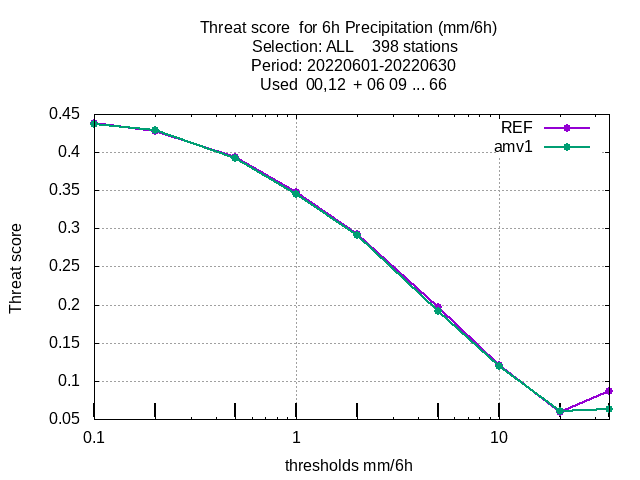 Threat score  for 6h Precipitation (mm/6h)
Selection: ALL    398 stations
Period: 20220601-20220630
Used  00,12  + 06 09 ... 66
REF
amv1
0.45
0.4
0.35
0.3
0.25
0.2
0.15
0.1
0.05
Threat score
0.1
1
10
thresholds mm/6h